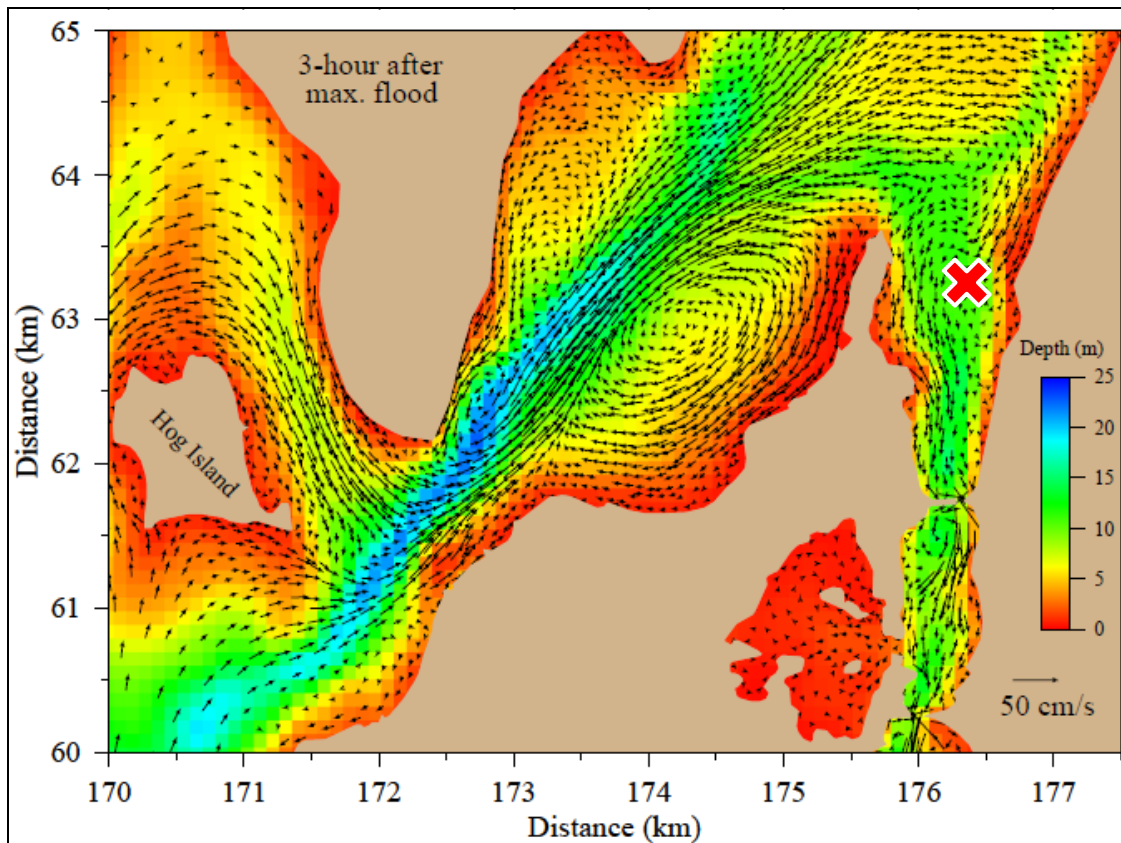 3-hour after
max. flood
Hog Island
Depth (m)
25
20
15
10
5
0
50 cm/s
65
64
63
62
61
60
Distance (km)
170
171
172
173
174
175
176
177
Distance (km)